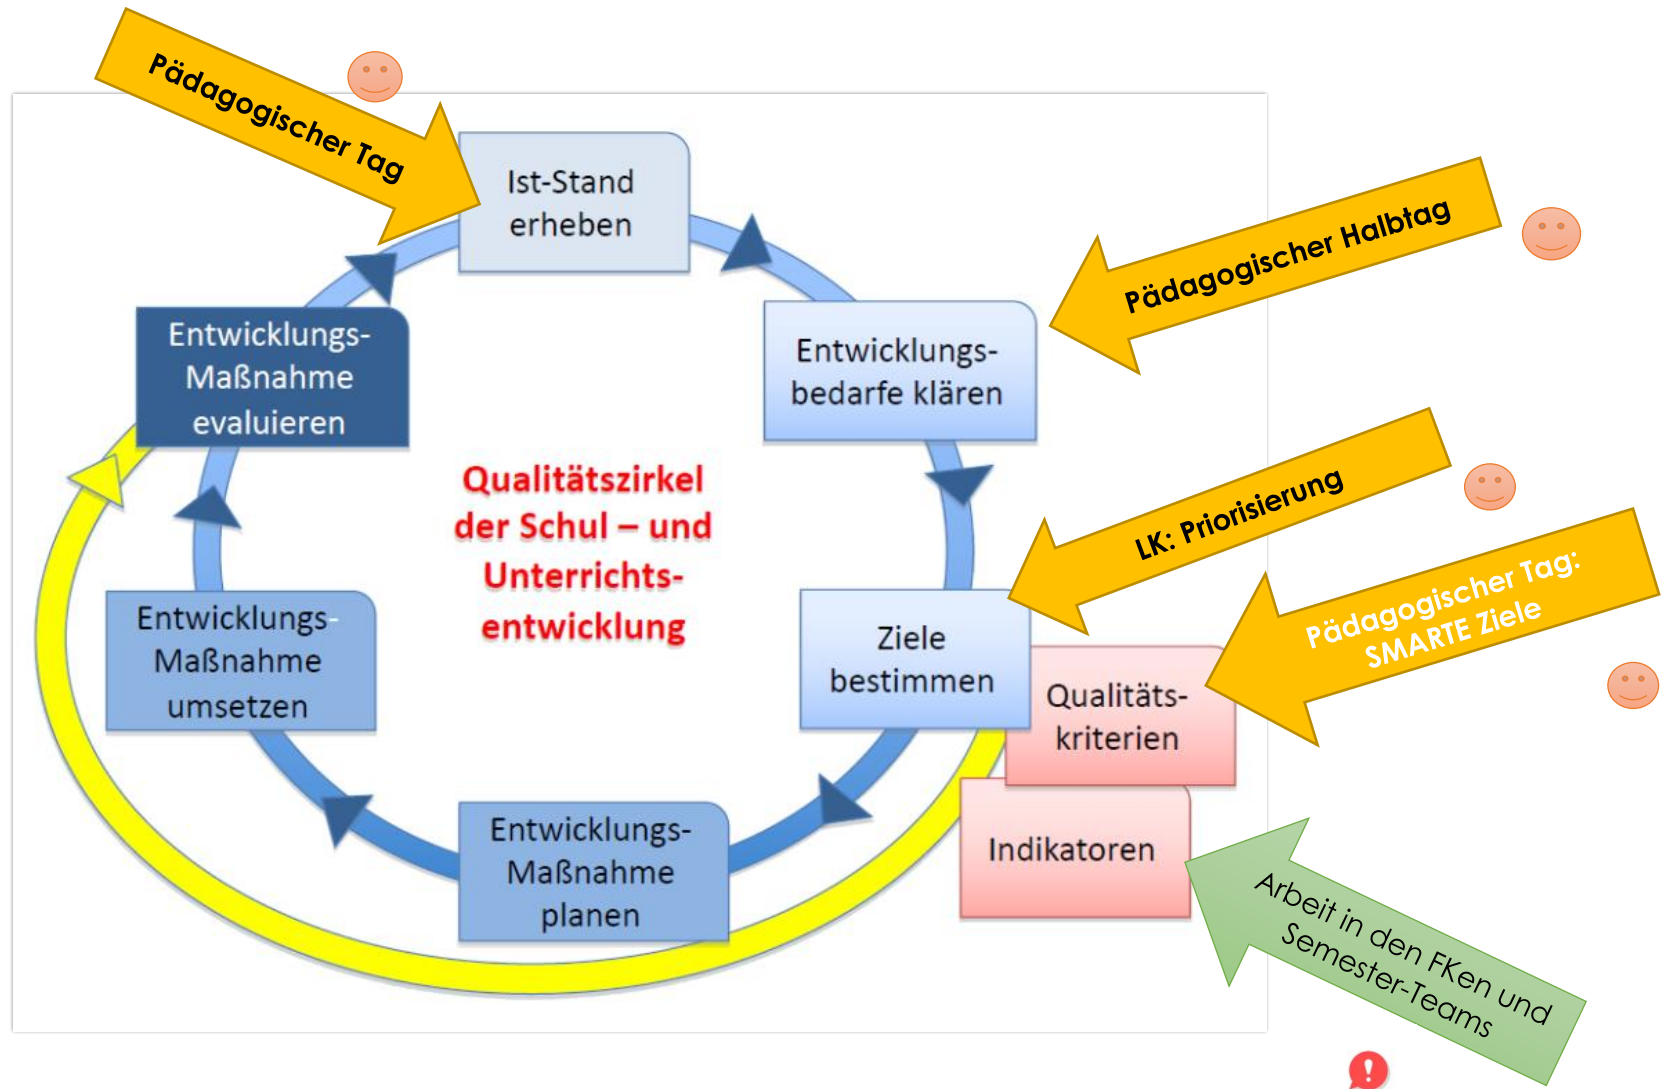 Pädagogischer Tag
Ist-Stand
erheben
Pädagogischer Halbtag
Entwicklungs-
bedarfe klären
Entwicklungs-
Maßnahme
evaluieren
Qualitätszirkel
der Schul – und
Unterrichts-
entwicklung
LK: Priorisierung
Pädagogischer Tag:
SMARTE Ziele
Ziele
bestimmen
Qualitäts-
kriterien
Indikatoren
Entwicklungs-
Maßnahme
umsetzen
Entwicklungs-
Maßnahme
planen
Arbeit in den FKen und
Semester-Teams